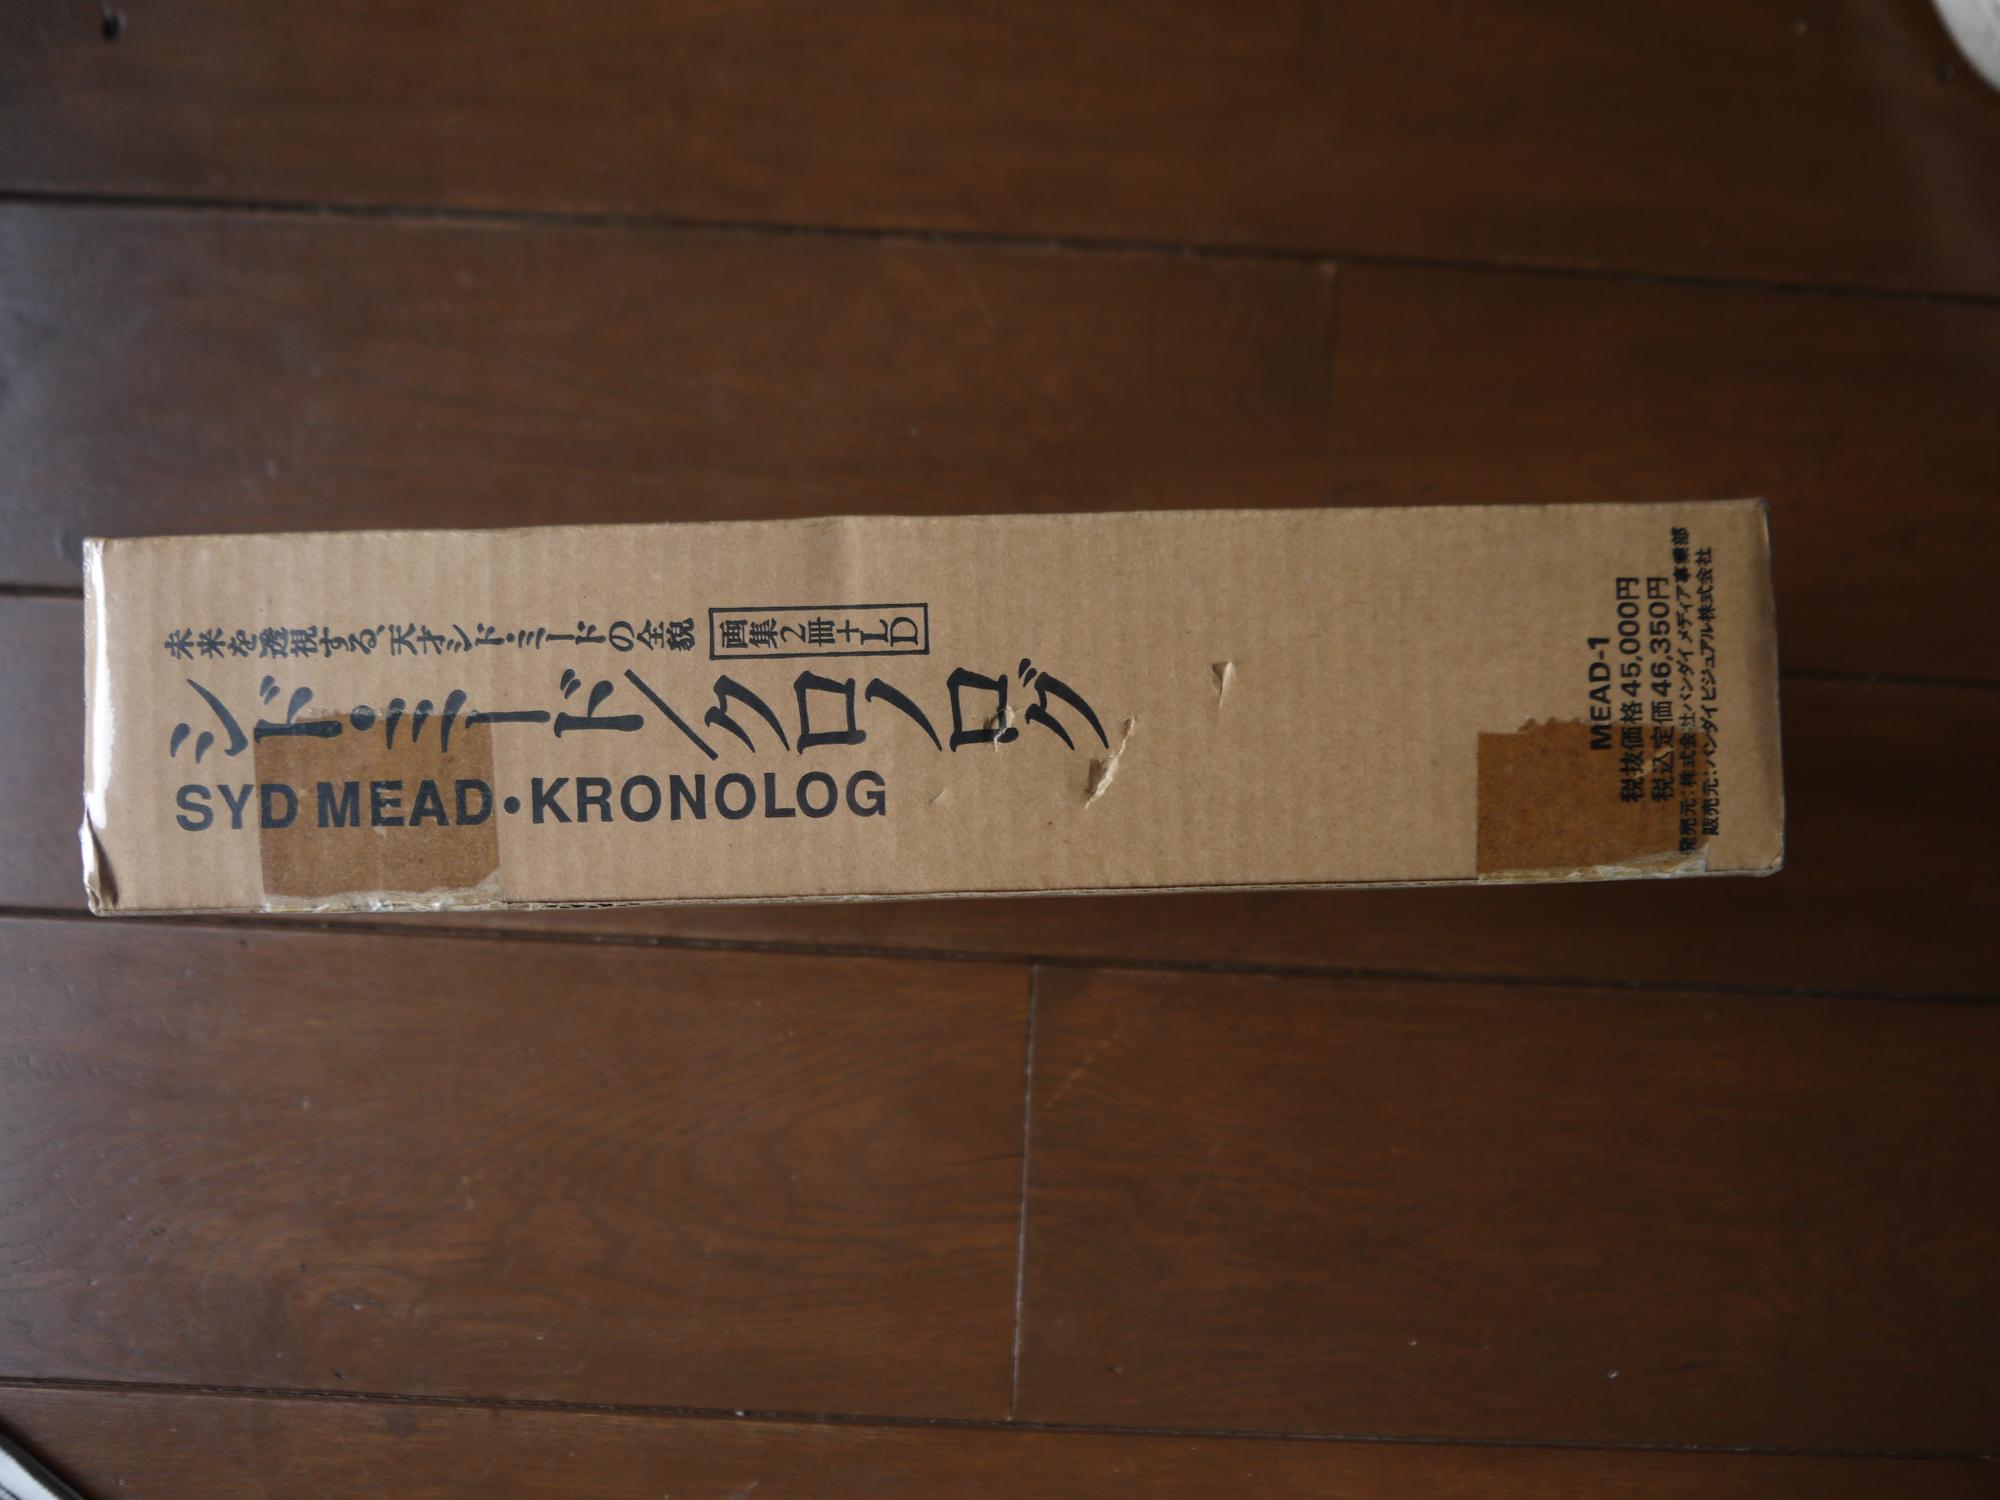 未来を透視する、天才シド・ミードの全貌 画集2冊+LD
シド・ミード/クロノログ
SYD MEAD・KRONOLOG
MEAD-1
税抜価格45,000円
税込定価46,350円
発売元:株式会社バンダイ メディア事業部
販売元:バンダイビジュアル株式会社